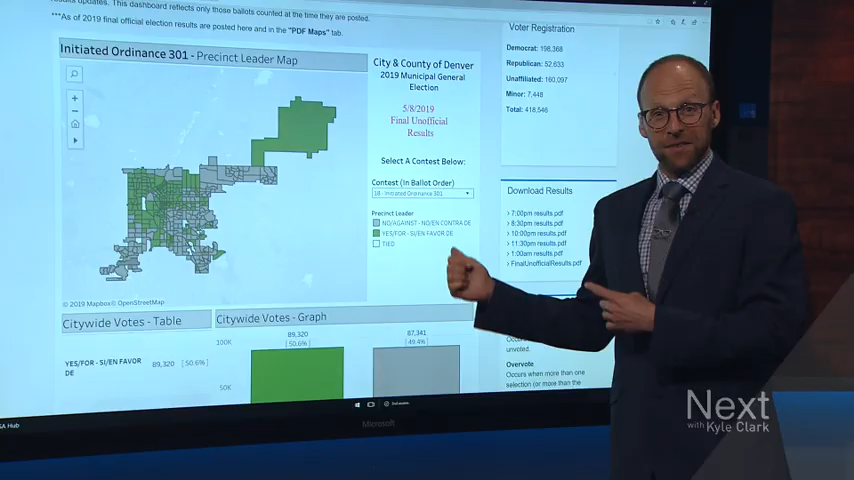 results updates. This dashboard reflects only those ballots counted at the time they are posted.
***As of 2019 final official election results are posted here and in the "PDF Maps" tab.
Initiated Ordinance 301 - Precinct Leader Map
© 2019 Mapbox © OpenStreetMap
City & County of Denver
2019 Municipal General
Election
5/8/2019
Final Unofficial
Results
Select A Contest Below:
Contest (In Ballot Order)
18 - Initiated Ordinance 301
Precinct Leader
NO/AGAINST - NO/EN CONTRA DE
YES/FOR - SI/EN FAVOR DE
TIED
Voter Registration
Democrat: 198,368
Republican: 52,633
Unaffiliated: 160,097
Minor: 7,448
Total: 418,546
Download Results
> 7:00pm results.pdf
> 8:30pm results.pdf
> 10:00pm results.pdf
> 11:30pm results.pdf
> 1:00am results.pdf
> FinalUnofficialResults.pdf
unvoted.
Overvote
Occurs when more than one
selection (or more than the
Citywide Votes - Table
YES/FOR - SI/EN FAVOR
DE
89,320 [50.6%]
Citywide Votes - Graph
100K
50K
89,320
[50.6%]
87,341
[49.4%]
Microsoft
Next
with Kyle Clark